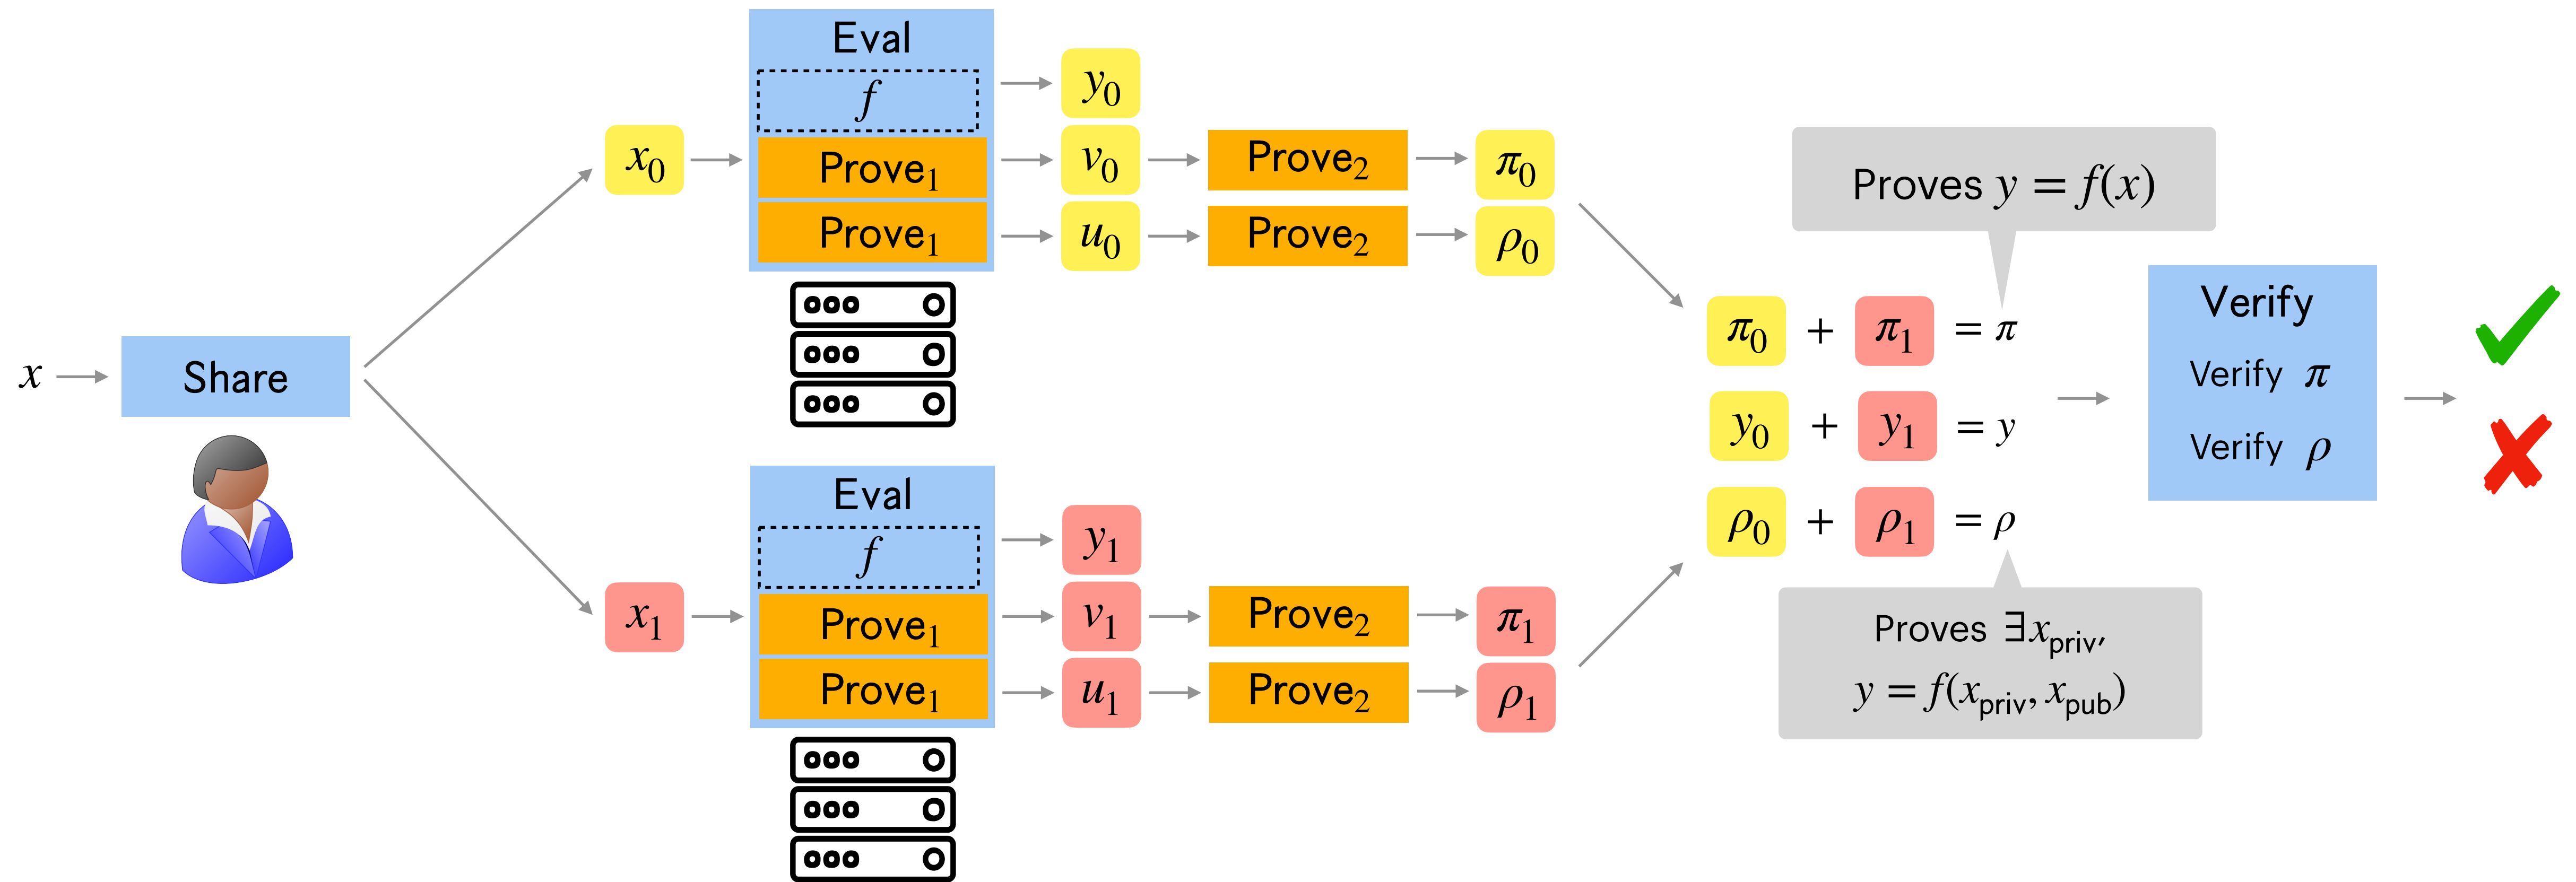 x
Share
x₀
Eval
f
Prove₁
Prove₁
y₀
v₀
u₀
Prove₂
Prove₂
π₀
ρ₀
x₁
Eval
f
Prove₁
Prove₁
y₁
v₁
u₁
Prove₂
Prove₂
π₁
ρ₁
Proves y = f(x)
π₀ + π₁ = π
y₀ + y₁ = y
ρ₀ + ρ₁ = ρ
Proves ∃x_priv,
y = f(x_priv, x_pub)
Verify
Verify π
Verify ρ